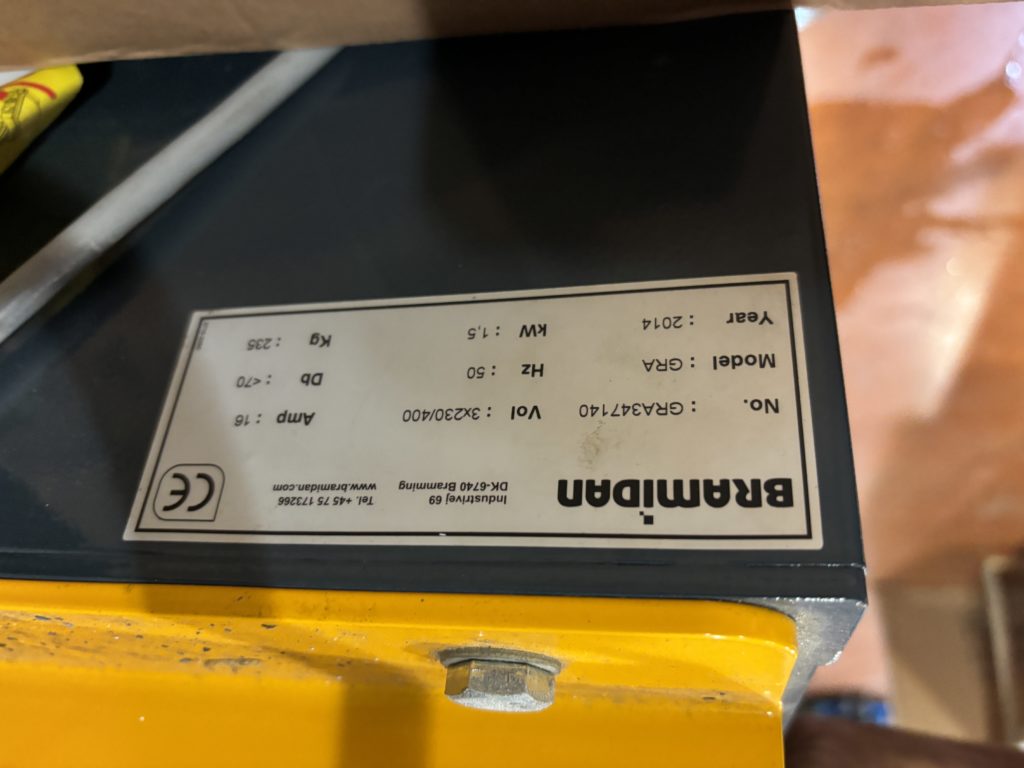 BRAMIDAN
Industrivej 69
DK-6740 Bramming
Tel. +45 75 173266
www.bramidan.com
CE
No. : GRA347140
Vol : 3x230/400
Amp : 16
Model : GRA
Hz : 50
Db : <70
Year : 2014
kW : 1,5
Kg : 235